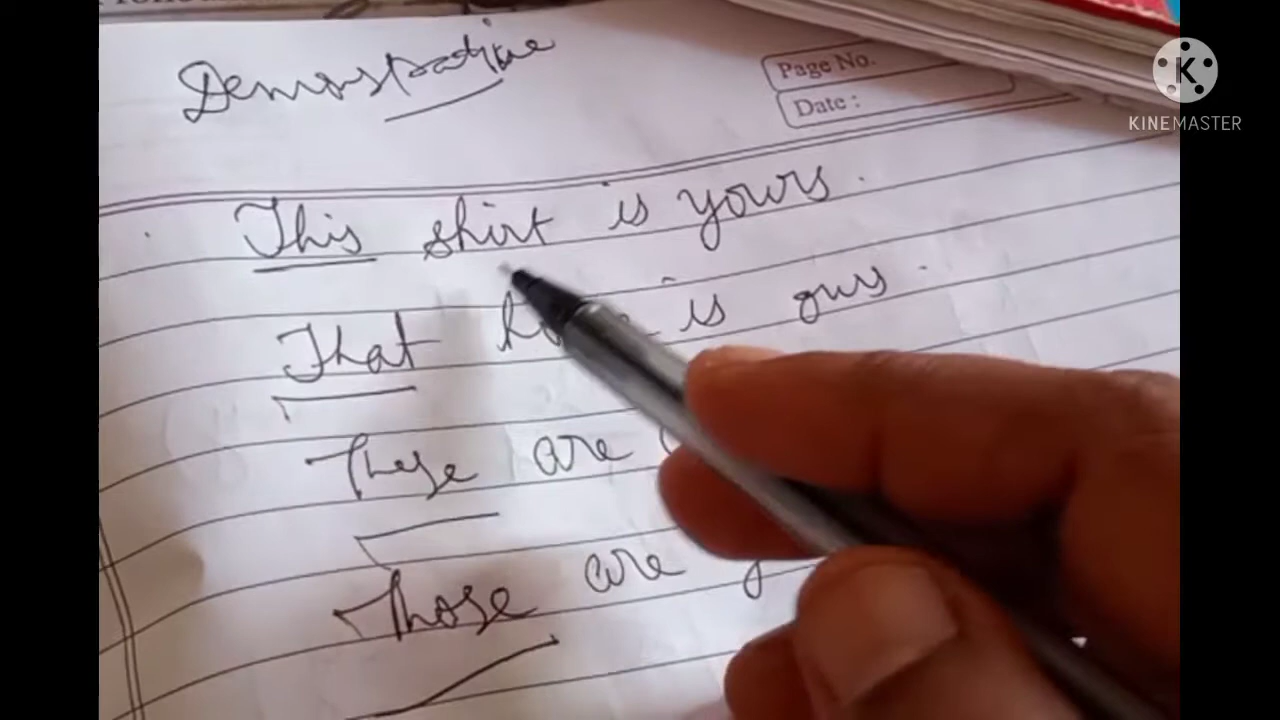 Demonstrative
Page No.
Date :
This shirt is yours.
That is ours.
These are
Those are
K
KINEMASTER